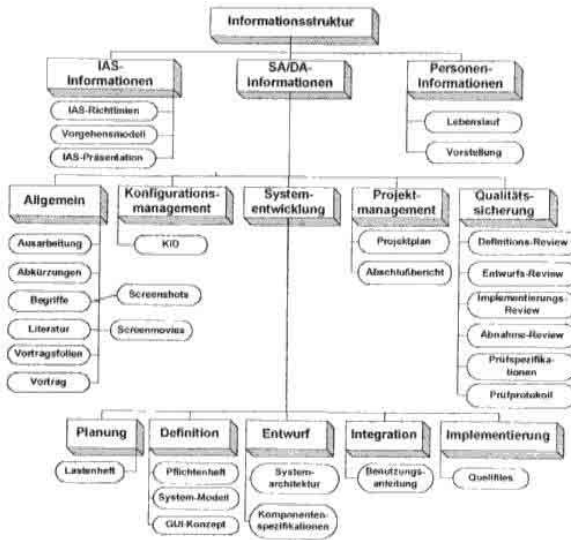 Informationsstruktur
IAS-
Informationen
SA/DA-
Informationen
Personen-
Informationen
IAS-Richtlinien
Vorgehensmodell
IAS-Präsentation
Lebenslauf
Vorstellung
Allgemein
Konfigurations-
management
System-
entwicklung
Projekt-
management
Qualitäts-
sicherung
Ausarbeitung
Abkürzungen
Begriffe
Literatur
Vortragsfolien
Vortrag
Screenshots
Screenmovies
KID
Projektplan
Abschlußbericht
Definitions-Review
Entwurfs-Review
Implementierungs-
Review
Abnahme-Review
Prüfspezifika-
tionen
Prüfprotokoll
Planung
Definition
Entwurf
Integration
Implementierung
Lastenheft
Pflichtenheft
System-Modell
GUI-Konzept
System-
architektur
Komponenten-
spezifikationen
Benutzungs-
anleitung
Quellfiles